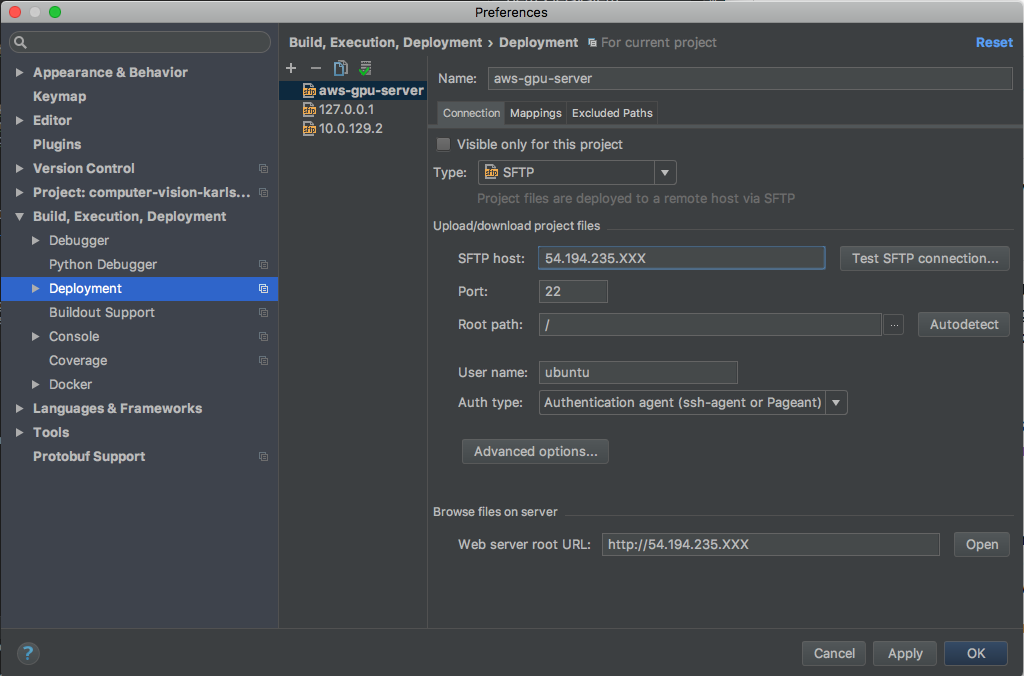 Preferences
Build, Execution, Deployment › Deployment For current project Reset
Appearance & Behavior
Keymap
Editor
Plugins
Version Control
Project: computer-vision-karls...
Build, Execution, Deployment
Debugger
Python Debugger
Deployment
Buildout Support
Console
Coverage
Docker
Languages & Frameworks
Tools
Protobuf Support
aws-gpu-server
127.0.0.1
10.0.129.2
Name: aws-gpu-server
Connection Mappings Excluded Paths
Visible only for this project
Type: SFTP
Project files are deployed to a remote host via SFTP
Upload/download project files
SFTP host: 54.194.235.XXX Test SFTP connection...
Port: 22
Root path: / ... Autodetect
User name: ubuntu
Auth type: Authentication agent (ssh-agent or Pageant)
Advanced options...
Browse files on server
Web server root URL: http://54.194.235.XXX Open
? Cancel Apply OK